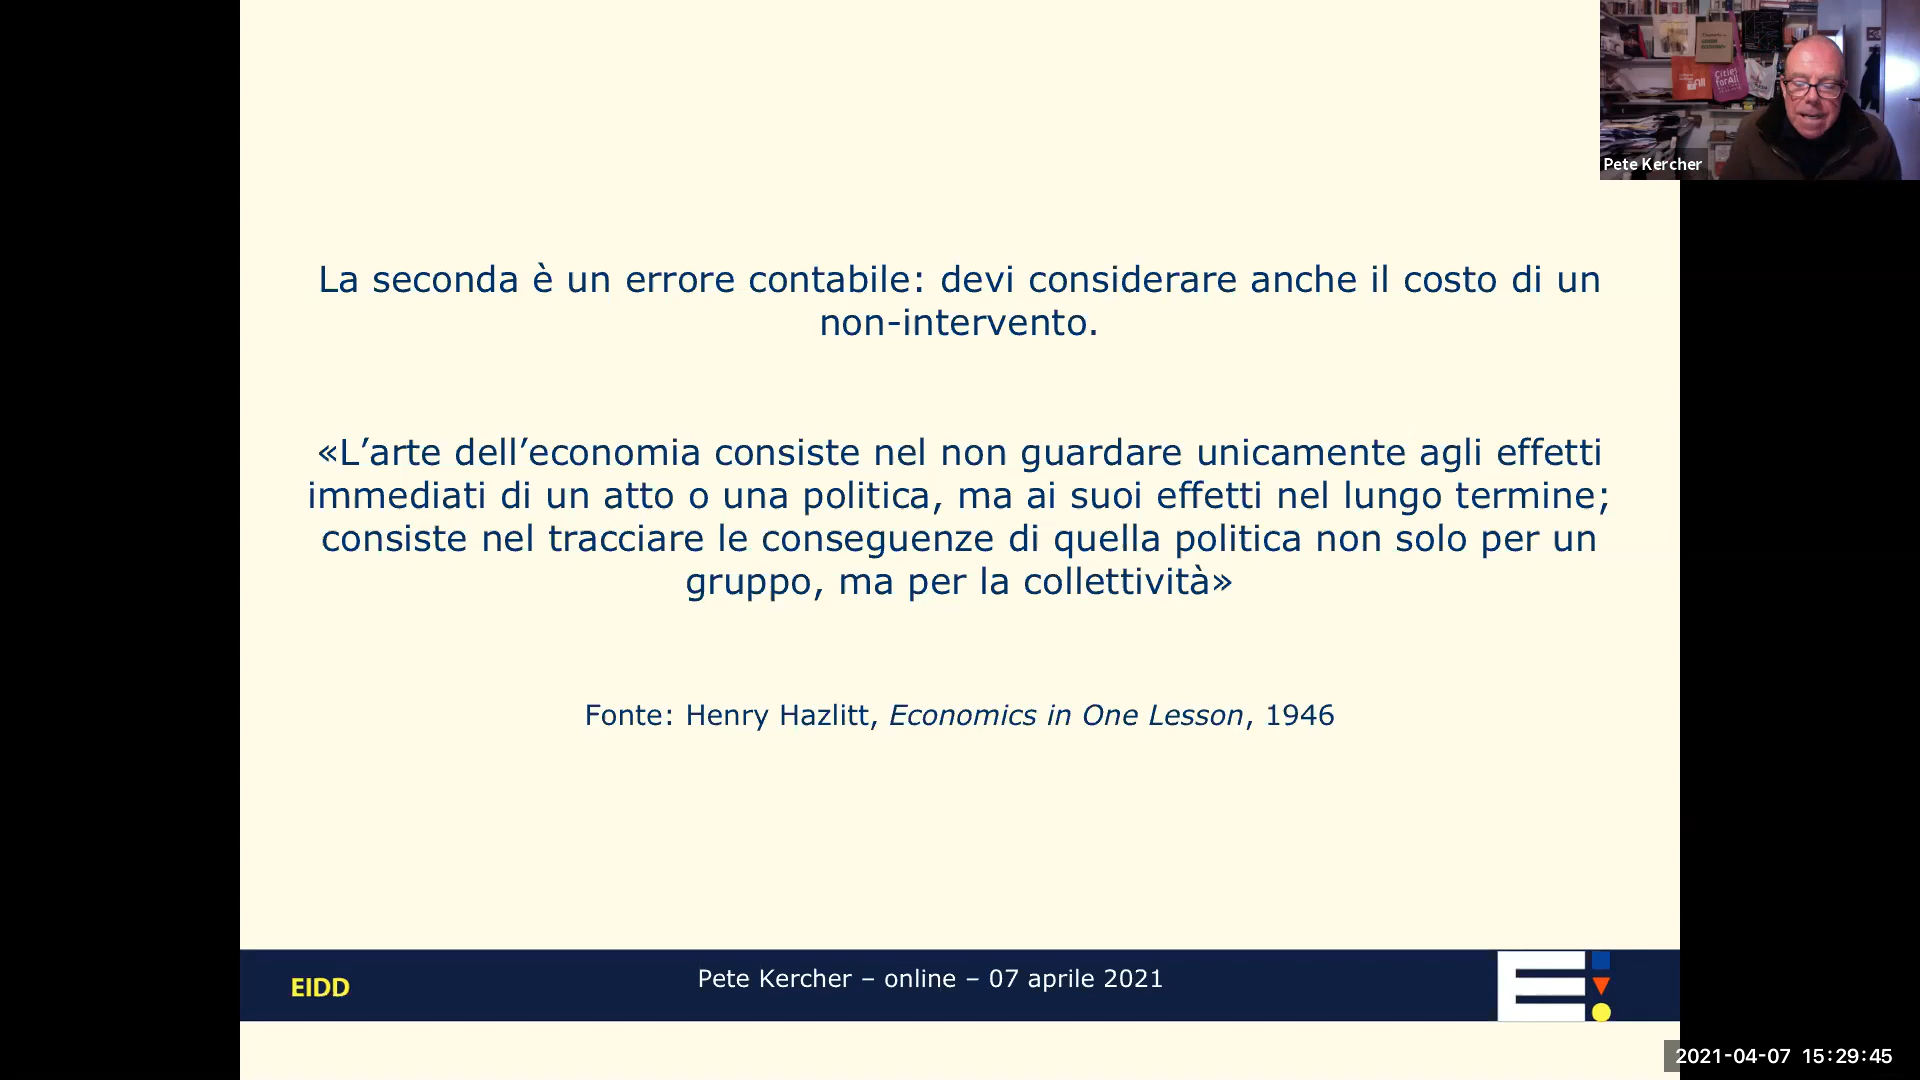 Pete Kercher
La seconda è un errore contabile: devi considerare anche il costo di un
non-intervento.
«L’arte dell’economia consiste nel non guardare unicamente agli effetti
immediati di un atto o una politica, ma ai suoi effetti nel lungo termine;
consiste nel tracciare le conseguenze di quella politica non solo per un
gruppo, ma per la collettività»
Fonte: Henry Hazlitt, Economics in One Lesson, 1946
EIDD
Pete Kercher – online – 07 aprile 2021
2021-04-07 15:29:45